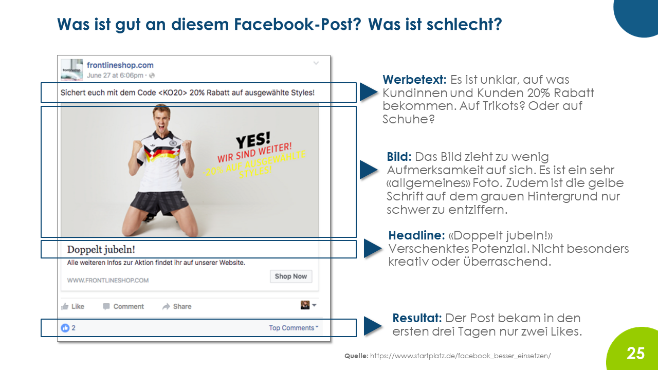 Was ist gut an diesem Facebook-Post? Was ist schlecht?
frontlineshop.com
June 27 at 6:06pm
Sichert euch mit dem Code <KO20> 20% Rabatt auf ausgewählte Styles!
YES!
WIR SIND WEITER!
Doppelt jubeln!
Alle weiteren Infos zur Aktion findet ihr auf unserer Website.
WWW.FRONTLINESHOP.COM
Shop Now
Like Comment Share
2
Top Comments
Werbetext: Es ist unklar, auf was
Kundinnen und Kunden 20% Rabatt
bekommen. Auf Trikots? Oder auf
Schuhe?
Bild: Das Bild zieht zu wenig
Aufmerksamkeit auf sich. Es ist ein sehr
«allgemeines» Foto. Zudem ist die gelbe
Schrift auf dem grauen Hintergrund nur
schwer zu entziffern.
Headline: «Doppelt jubeln!»
Verschenktes Potenzial. Nicht besonders
kreativ oder überraschend.
Resultat: Der Post bekam in den
ersten drei Tagen nur zwei Likes.
Quelle: https://www.startplatz.de/facebook_besser_einsetzen/
25